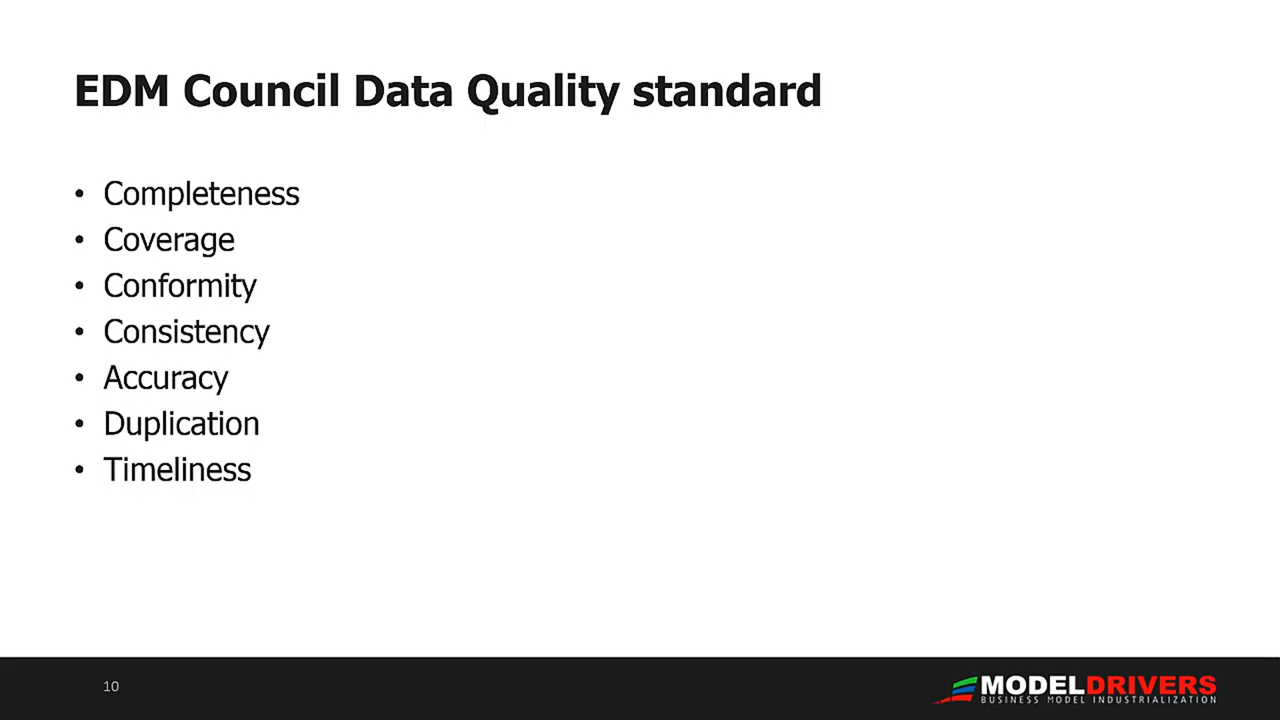 EDM Council Data Quality standard
• Completeness
• Coverage
• Conformity
• Consistency
• Accuracy
• Duplication
• Timeliness
10
MODELDRIVERS
BUSINESS MODEL INDUSTRIALIZATION